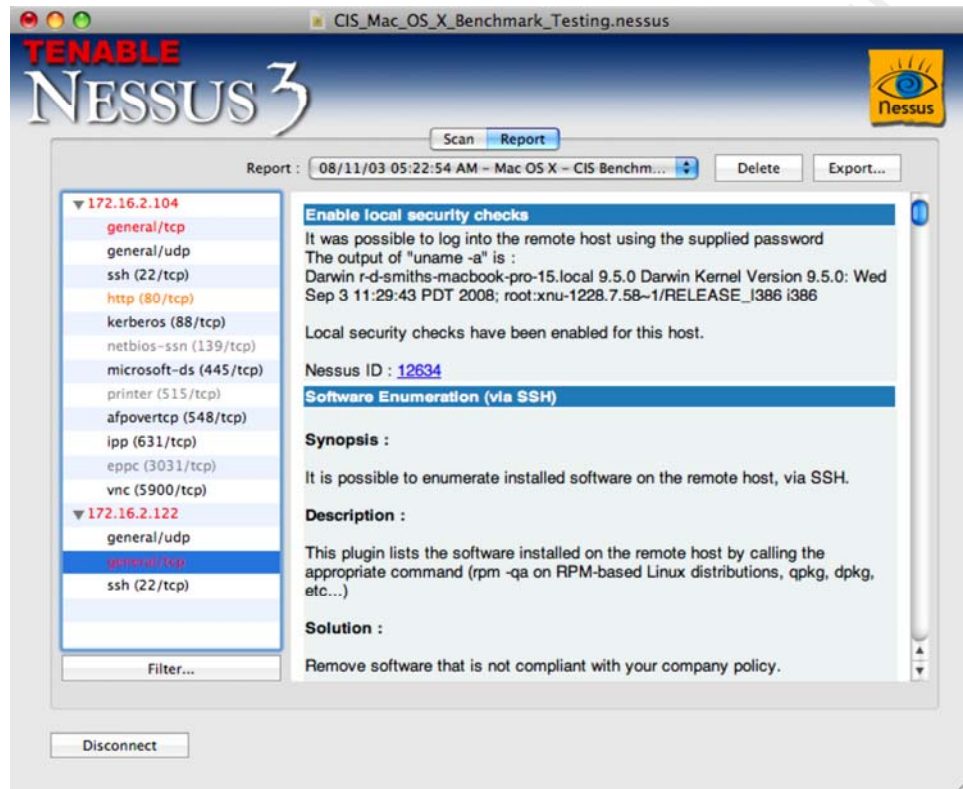 CIS_Mac_OS_X_Benchmark_Testing.nessus
TENABLE
NESSUS 3
Nessus
Scan Report
Report : 08/11/03 05:22:54 AM – Mac OS X – CIS Benchm... Delete Export...
172.16.2.104
general/tcp
general/udp
ssh (22/tcp)
http (80/tcp)
kerberos (88/tcp)
netbios-ssn (139/tcp)
microsoft-ds (445/tcp)
printer (515/tcp)
afpovertcp (548/tcp)
ipp (631/tcp)
eppc (3031/tcp)
vnc (5900/tcp)
172.16.2.122
general/udp
general/tcp
ssh (22/tcp)
Filter...
Enable local security checks
It was possible to log into the remote host using the supplied password
The output of "uname -a" is :
Darwin r-d-smiths-macbook-pro-15.local 9.5.0 Darwin Kernel Version 9.5.0: Wed
Sep 3 11:29:43 PDT 2008; root:xnu-1228.7.58~1/RELEASE_I386 i386
Local security checks have been enabled for this host.
Nessus ID : 12634
Software Enumeration (via SSH)
Synopsis :
It is possible to enumerate installed software on the remote host, via SSH.
Description :
This plugin lists the software installed on the remote host by calling the
appropriate command (rpm -qa on RPM-based Linux distributions, qpkg, dpkg,
etc...)
Solution :
Remove software that is not compliant with your company policy.
Disconnect